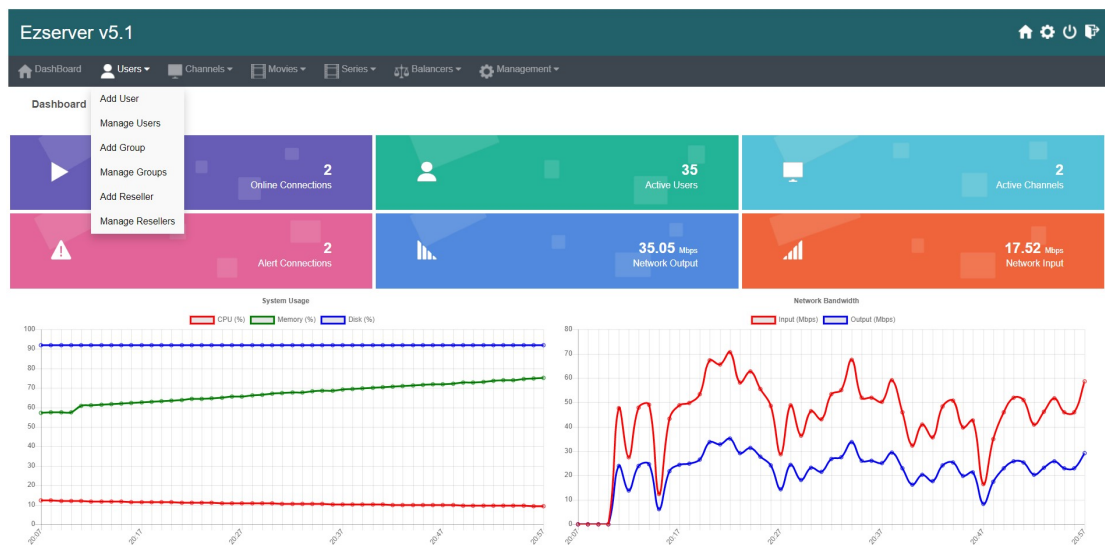 Ezserver v5.1
DashBoard Users Channels Movies Series Balancers Management
Dashboard
Add User
Manage Users
Add Group
Manage Groups
Add Reseller
Manage Resellers
2
Online Connections
35
Active Users
2
Active Channels
2
Alert Connections
35.05 Mbps
Network Output
17.52 Mbps
Network Input
System Usage
CPU (%) Memory (%) Disk (%)
100
90
80
70
60
50
40
30
20
10
0
20:07 20:17 20:27 20:37 20:47 20:57
Network Bandwidth
Input (Mbps) Output (Mbps)
80
70
60
50
40
30
20
10
0
20:07 20:17 20:27 20:37 20:47 20:57